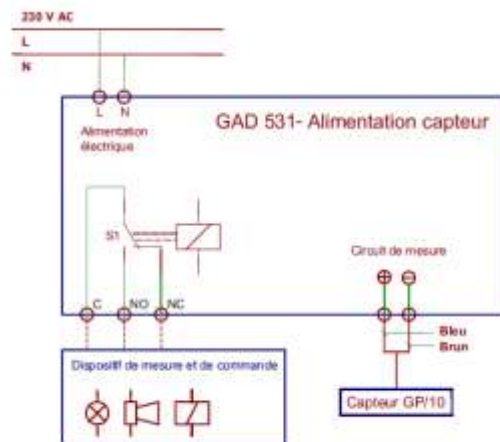 230 V AC
L
N
L N
GAD 531- Alimentation capteur
Alimentation
électrique
S1
Circuit de mesure
C NO NC
Bleu
Brun
Dispositif de mesure et de commande
Capteur GP/10